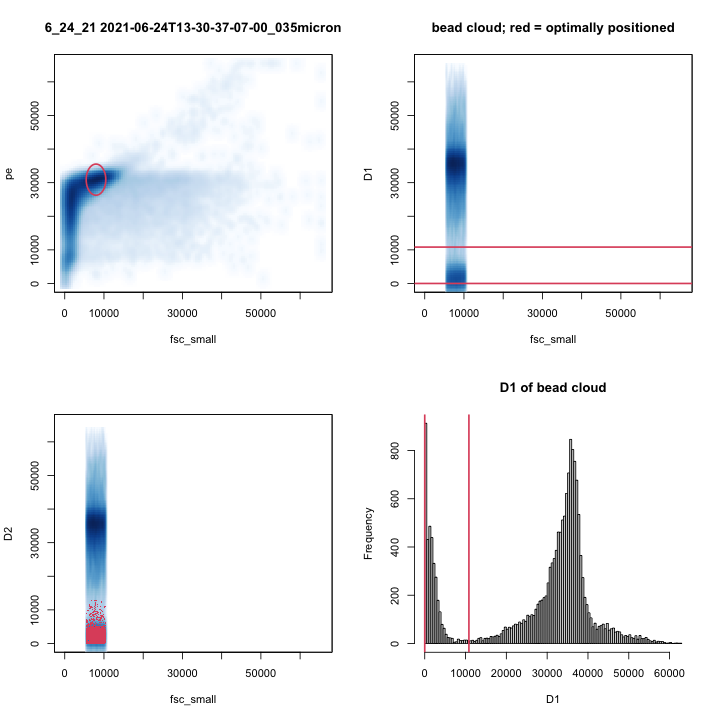 6_24_21 2021-06-24T13-30-37-07-00_035micron
pe
0 10000 30000 50000
0 10000 30000 50000
fsc_small
bead cloud; red = optimally positioned
D1
0 10000 30000 50000
0 10000 30000 50000
fsc_small
D2
0 10000 30000 50000
0 10000 30000 50000
fsc_small
D1 of bead cloud
Frequency
0 200 400 600 800
0 10000 20000 30000 40000 50000 60000
D1